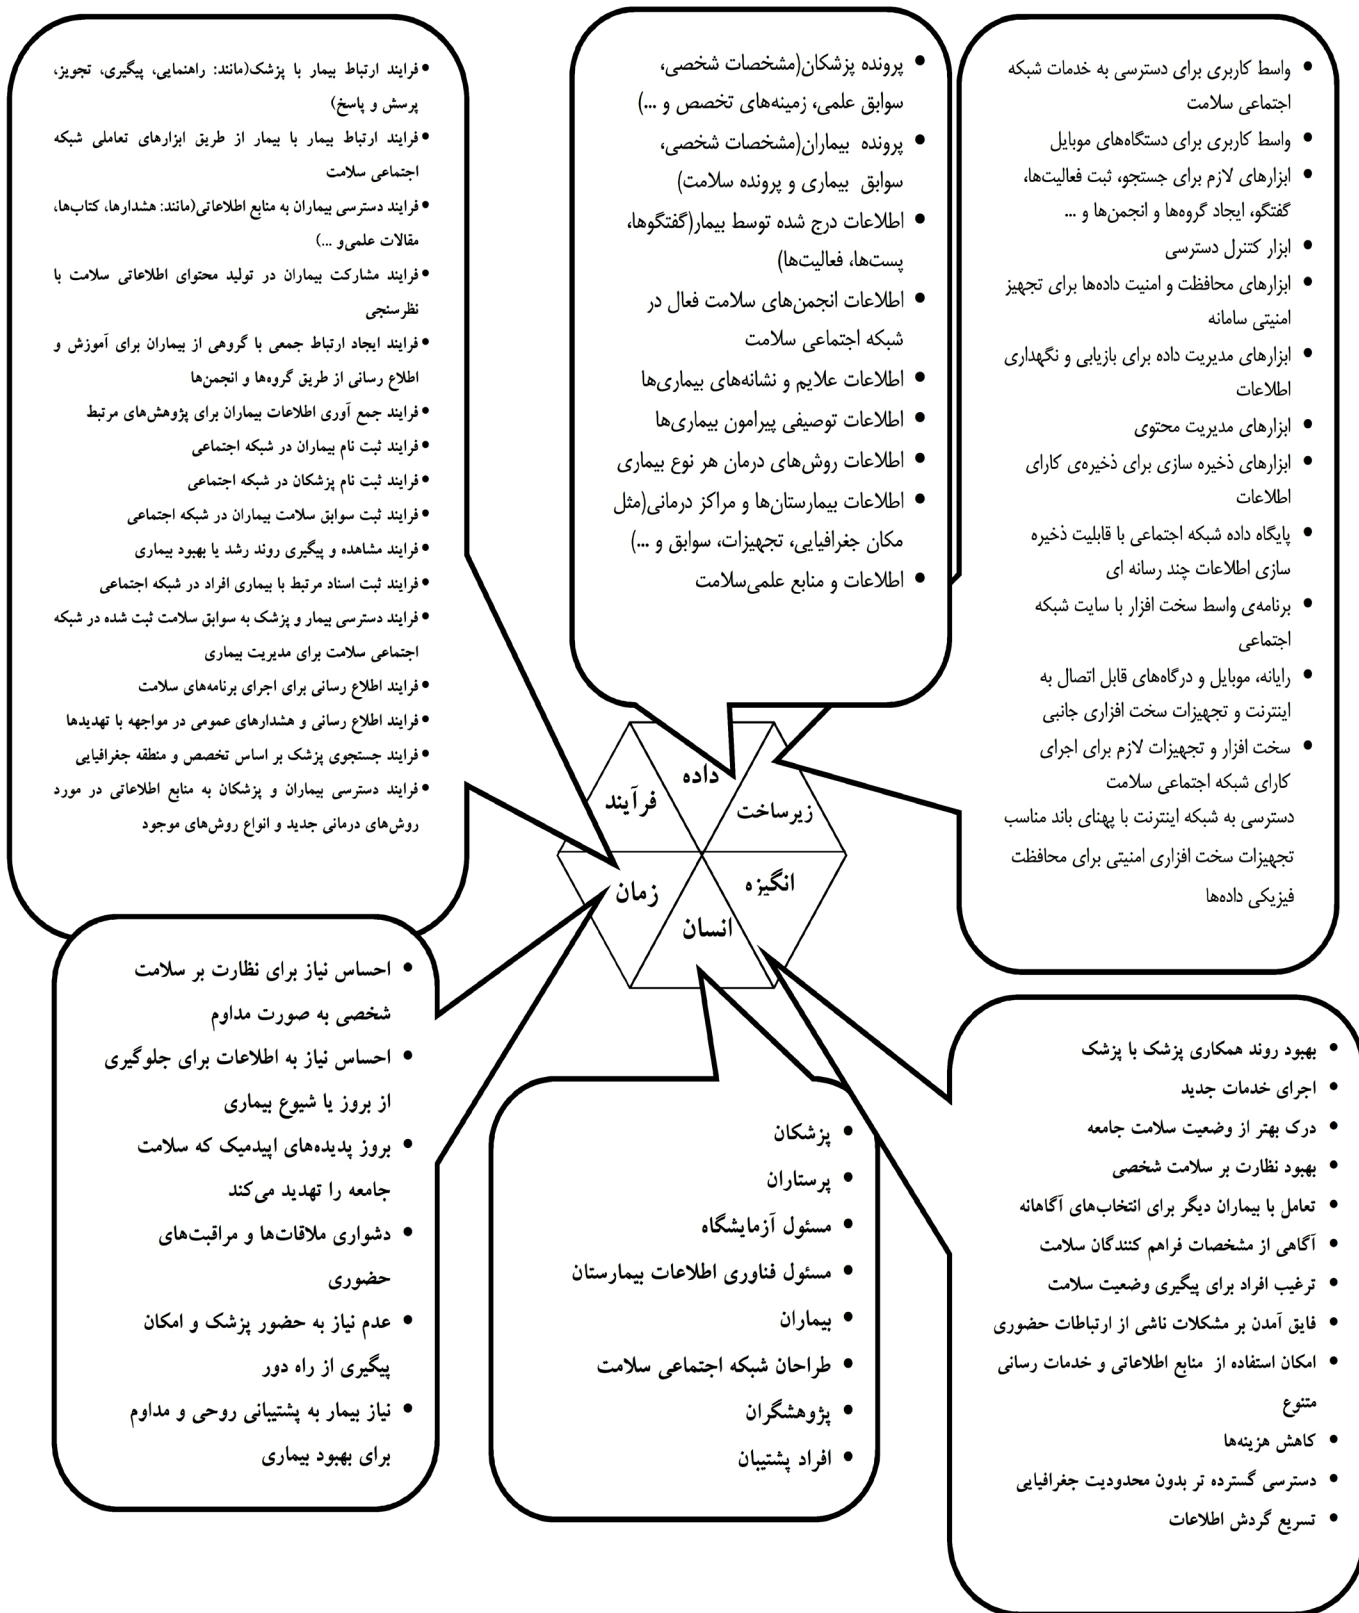 واسط کاربری برای دسترسی به خدمات شبکه
اجتماعی سلامت
واسط کاربری برای دستگاه‌های موبایل
ابزارهای لازم برای جستجو، ثبت فعالیت‌ها،
گفتگو، ایجاد گروه‌ها و انجمن‌ها و ...
ابزار کنترل دسترسی
ابزارهای محافظت و امنیت داده‌ها برای تجهیز
امنیتی سامانه
ابزارهای مدیریت داده برای بازیابی و نگهداری
اطلاعات
ابزارهای مدیریت محتوی
ابزارهای ذخیره سازی برای ذخیره‌ی کارای
اطلاعات
پایگاه داده شبکه اجتماعی با قابلیت ذخیره
سازی اطلاعات چند رسانه ای
برنامه‌ی واسط سخت افزار با سایت شبکه
اجتماعی
رایانه، موبایل و درگاه‌های قابل اتصال به
اینترنت و تجهیزات سخت افزاری جانبی
سخت افزار و تجهیزات لازم برای اجرای
کارای شبکه اجتماعی سلامت
دسترسی به شبکه اینترنت با پهنای باند مناسب
تجهیزات سخت افزاری امنیتی برای محافظت
فیزیکی داده‌ها
پرونده پزشکان(مشخصات شخصی،
سوابق علمی، زمینه‌های تخصص و ...)
پرونده بیماران(مشخصات شخصی،
سوابق بیماری و پرونده سلامت)
اطلاعات درج شده توسط بیمار(گفتگوها،
پست‌ها، فعالیت‌ها)
اطلاعات انجمن‌های سلامت فعال در
شبکه اجتماعی سلامت
اطلاعات علایم و نشانه‌های بیماری‌ها
اطلاعات توصیفی پیرامون بیماری‌ها
اطلاعات روش‌های درمان هر نوع بیماری
اطلاعات بیمارستان‌ها و مراکز درمانی(مثل
مکان جغرافیایی، تجهیزات، سوابق و ...)
اطلاعات و منابع علمی‌سلامت
فرایند ارتباط بیمار با پزشک(مانند: راهنمایی، پیگیری، تجویز،
پرسش و پاسخ)
فرایند ارتباط بیمار با بیمار از طریق ابزارهای تعاملی شبکه
اجتماعی سلامت
فرایند دسترسی بیماران به منابع اطلاعاتی(مانند: هشدارها، کتاب‌ها،
مقالات علمی‌و ...)
فرایند مشارکت بیماران در تولید محتوای اطلاعاتی سلامت با
نظرسنجی
فرایند ایجاد ارتباط جمعی با گروهی از بیماران برای آموزش و
اطلاع رسانی از طریق گروه‌ها و انجمن‌ها
فرایند جمع آوری اطلاعات بیماران برای پژوهش‌های مرتبط
فرایند ثبت نام بیماران در شبکه اجتماعی
فرایند ثبت نام پزشکان در شبکه اجتماعی
فرایند ثبت سوابق سلامت بیماران در شبکه اجتماعی
فرایند مشاهده و پیگیری روند رشد یا بهبود بیماری
فرایند ثبت اسناد مرتبط با بیماری افراد در شبکه اجتماعی
فرایند دسترسی بیمار و پزشک به سوابق سلامت ثبت شده در شبکه
اجتماعی سلامت برای مدیریت بیماری
فرایند اطلاع رسانی برای اجرای برنامه‌های سلامت
فرایند اطلاع رسانی و هشدارهای عمومی در مواجهه با تهدیدها
فرایند جستجوی پزشک بر اساس تخصص و منطقه جغرافیایی
فرایند دسترسی بیماران و پزشکان به منابع اطلاعاتی در مورد
روش‌های درمانی جدید و انواع روش‌های موجود
داده
زیرساخت
فرآیند
انگیزه
زمان
انسان
بهبود روند همکاری پزشک با پزشک
اجرای خدمات جدید
درک بهتر از وضعیت سلامت جامعه
بهبود نظارت بر سلامت شخصی
تعامل با بیماران دیگر برای انتخاب‌های آگاهانه
آگاهی از مشخصات فراهم کنندگان سلامت
ترغیب افراد برای پیگیری وضعیت سلامت
فایق آمدن بر مشکلات ناشی از ارتباطات حضوری
امکان استفاده از منابع اطلاعاتی و خدمات رسانی
متنوع
کاهش هزینه‌ها
دسترسی گسترده تر بدون محدودیت جغرافیایی
تسریع گردش اطلاعات
پزشکان
پرستاران
مسئول آزمایشگاه
مسئول فناوری اطلاعات بیمارستان
بیماران
طراحان شبکه اجتماعی سلامت
پژوهشگران
افراد پشتیبان
احساس نیاز برای نظارت بر سلامت
شخصی به صورت مداوم
احساس نیاز به اطلاعات برای جلوگیری
از بروز یا شیوع بیماری
بروز پدیده‌های اپیدمیک که سلامت
جامعه را تهدید می‌کند
دشواری ملاقات‌ها و مراقبت‌های
حضوری
عدم نیاز به حضور پزشک و امکان
پیگیری از راه دور
نیاز بیمار به پشتیبانی روحی و مداوم
برای بهبود بیماری